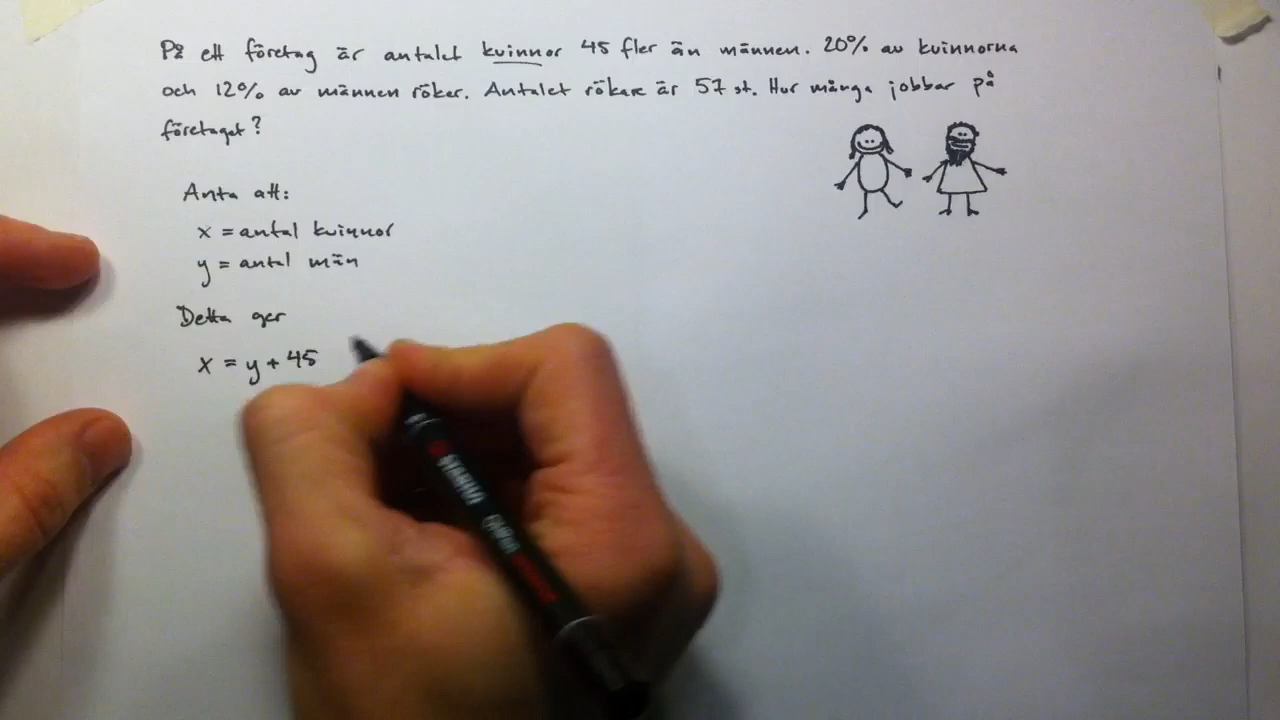 På ett företag är antalet kvinnor 45 fler än männen. 20% av kvinnorna
och 12% av männen röker. Antalet rökare är 57 st. Hur många jobbar på
företaget?
Anta att:
x = antal kvinnor
y = antal män
Detta ger
x = y + 45